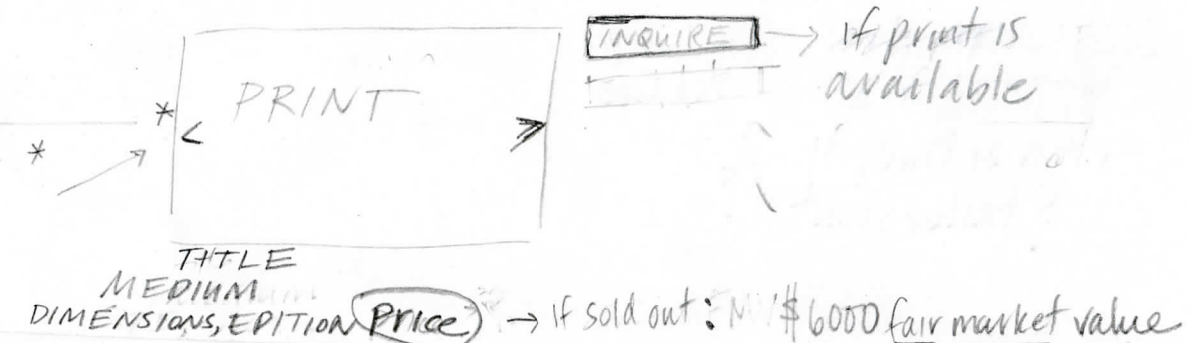 INQUIRE → if print is
available
PRINT
*
*
< >
TITLE
MEDIUM
DIMENSIONS, EDITION Price → if sold out: $6000 fair market value